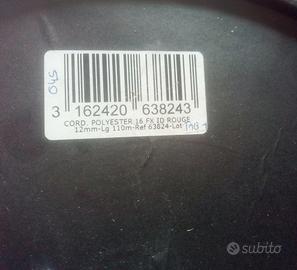 045
3 162420 638243
CORD. POLYESTER 16 FX ID ROUGE
12mm-Lg 110m-Ref 63824-Lot
subito